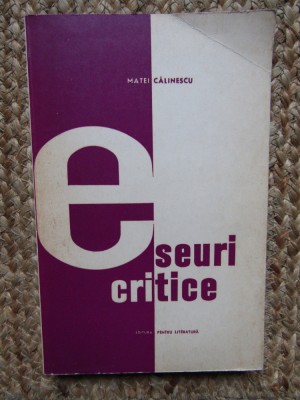 MATEI CĂLINESCU
eseuri
critice
EDITURA PENTRU LITERATURĂ